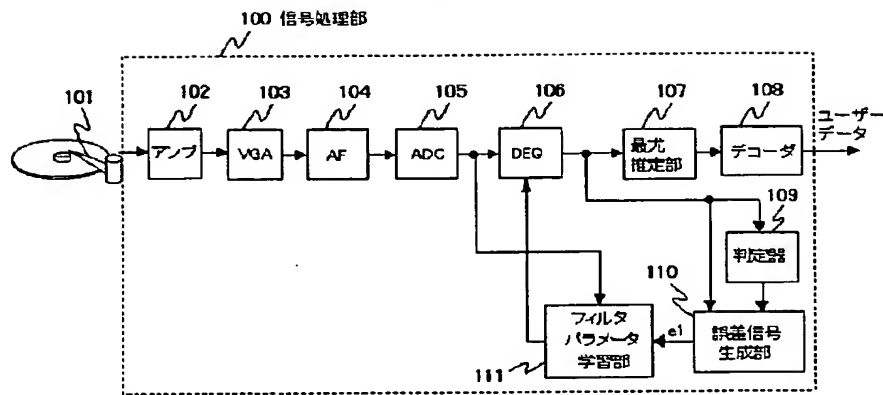 100 信号処理部
101
102
103
104
105
106
107
108
アンプ
VGA
AF
ADC
DEQ
最尤
推定部
デコーダ
ユーザー
データ
109
判定器
110
誤差信号
生成部
e1
フィルタ
パラメータ
学習部
111